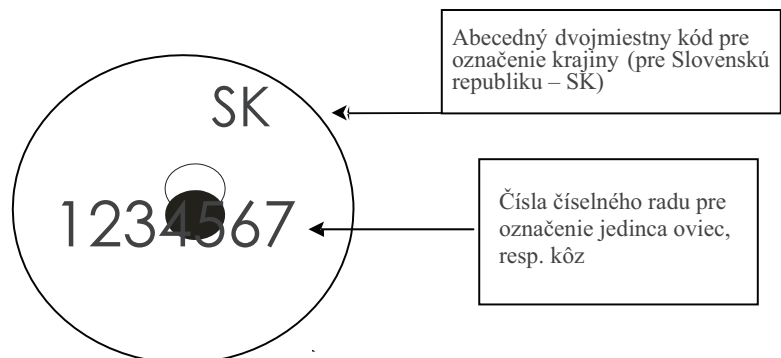 Abecedný dvojmiestny kód pre
označenie krajiny (pre Slovenskú
republiku – SK)
SK
1234567
Čísla číselného radu pre
označenie jedinca oviec,
resp. kôz